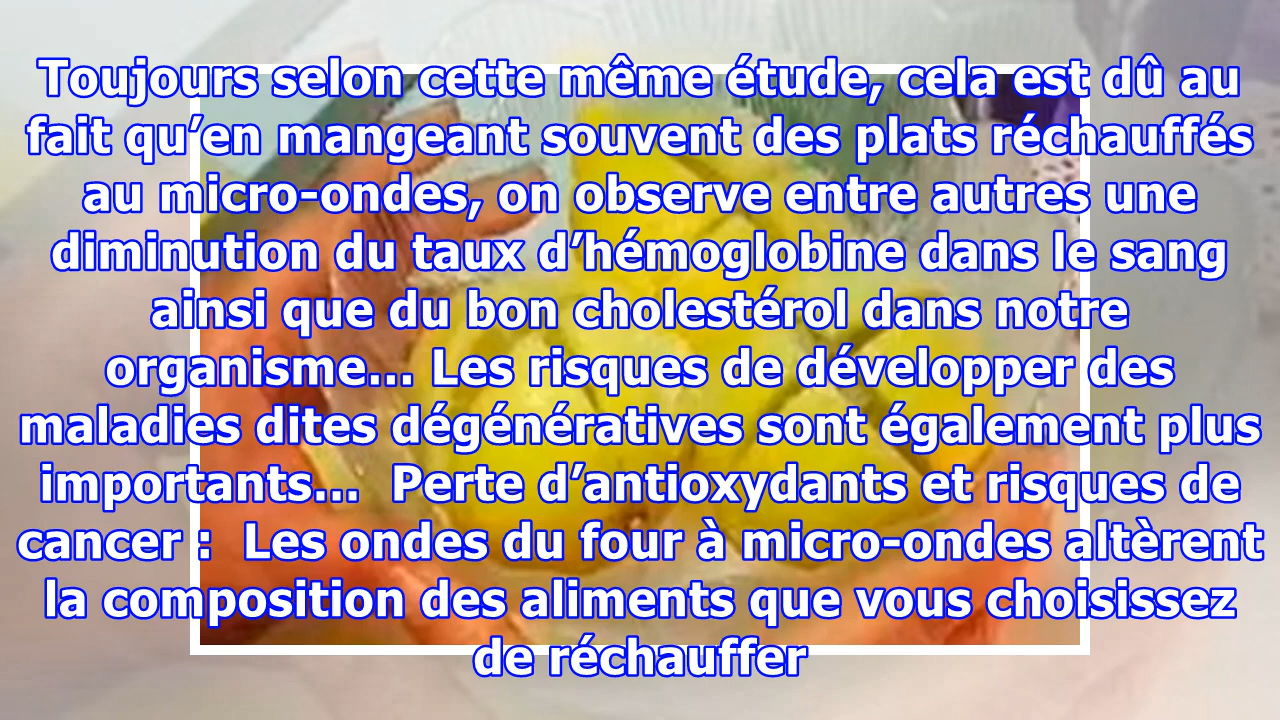 Toujours selon cette même étude, cela est dû au
fait qu’en mangeant souvent des plats réchauffés
au micro-ondes, on observe entre autres une
diminution du taux d’hémoglobine dans le sang
ainsi que du bon cholestérol dans notre
organisme... Les risques de développer des
maladies dites dégénératives sont également plus
importants...  Perte d’antioxydants et risques de
cancer :  Les ondes du four à micro-ondes altèrent
la composition des aliments que vous choisissez
de réchauffer